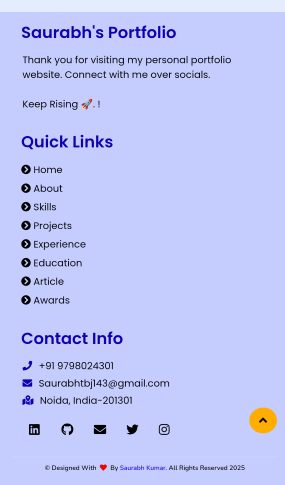 Saurabh's Portfolio
Thank you for visiting my personal portfolio
website. Connect with me over socials.
Keep Rising 🚀. !
Quick Links
Home
About
Skills
Projects
Experience
Education
Article
Awards
Contact Info
+91 9798024301
Saurabhtbj143@gmail.com
Noida, India-201301
© Designed With ❤ By Saurabh Kumar. All Rights Reserved 2025